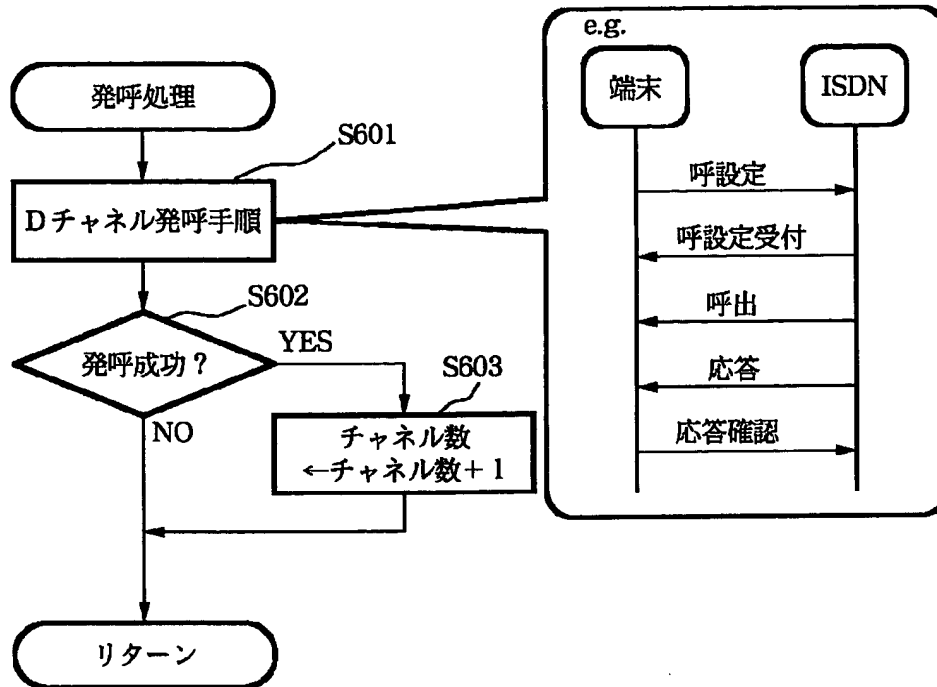 発呼処理
S601
Dチャネル発呼手順
S602
発呼成功?
YES
NO
S603
チャネル数
←チャネル数+1
リターン
e.g.
端末
ISDN
呼設定
呼設定受付
呼出
応答
応答確認